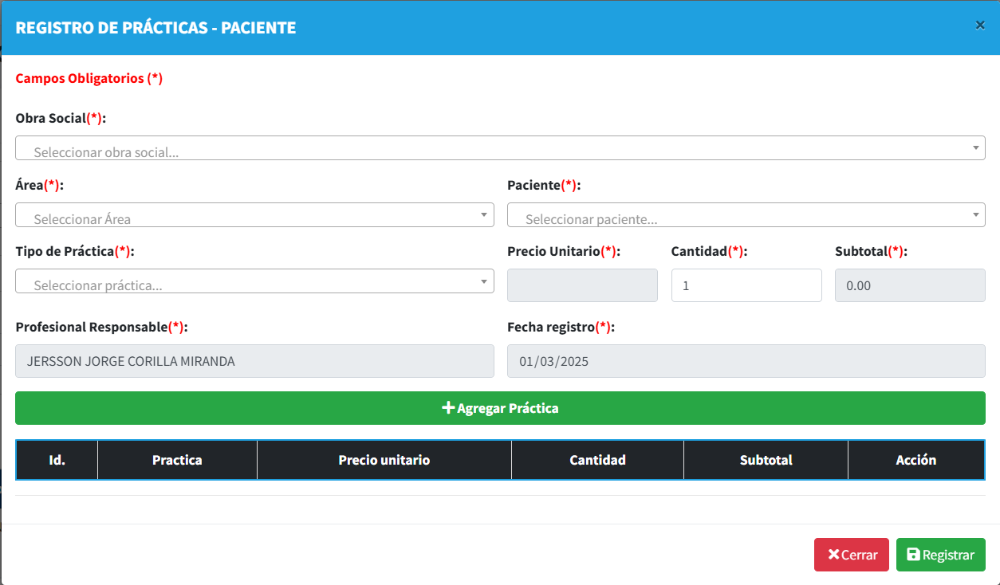 REGISTRO DE PRÁCTICAS - PACIENTE ×
Campos Obligatorios (*)
Obra Social(*):
Seleccionar obra social...
Área(*): Paciente(*):
Seleccionar Área Seleccionar paciente...
Tipo de Práctica(*): Precio Unitario(*): Cantidad(*): Subtotal(*):
Seleccionar práctica... 1 0.00
Profesional Responsable(*): Fecha registro(*):
JERSSON JORGE CORILLA MIRANDA 01/03/2025
Agregar Práctica
Id. Practica Precio unitario Cantidad Subtotal Acción
Cerrar Registrar